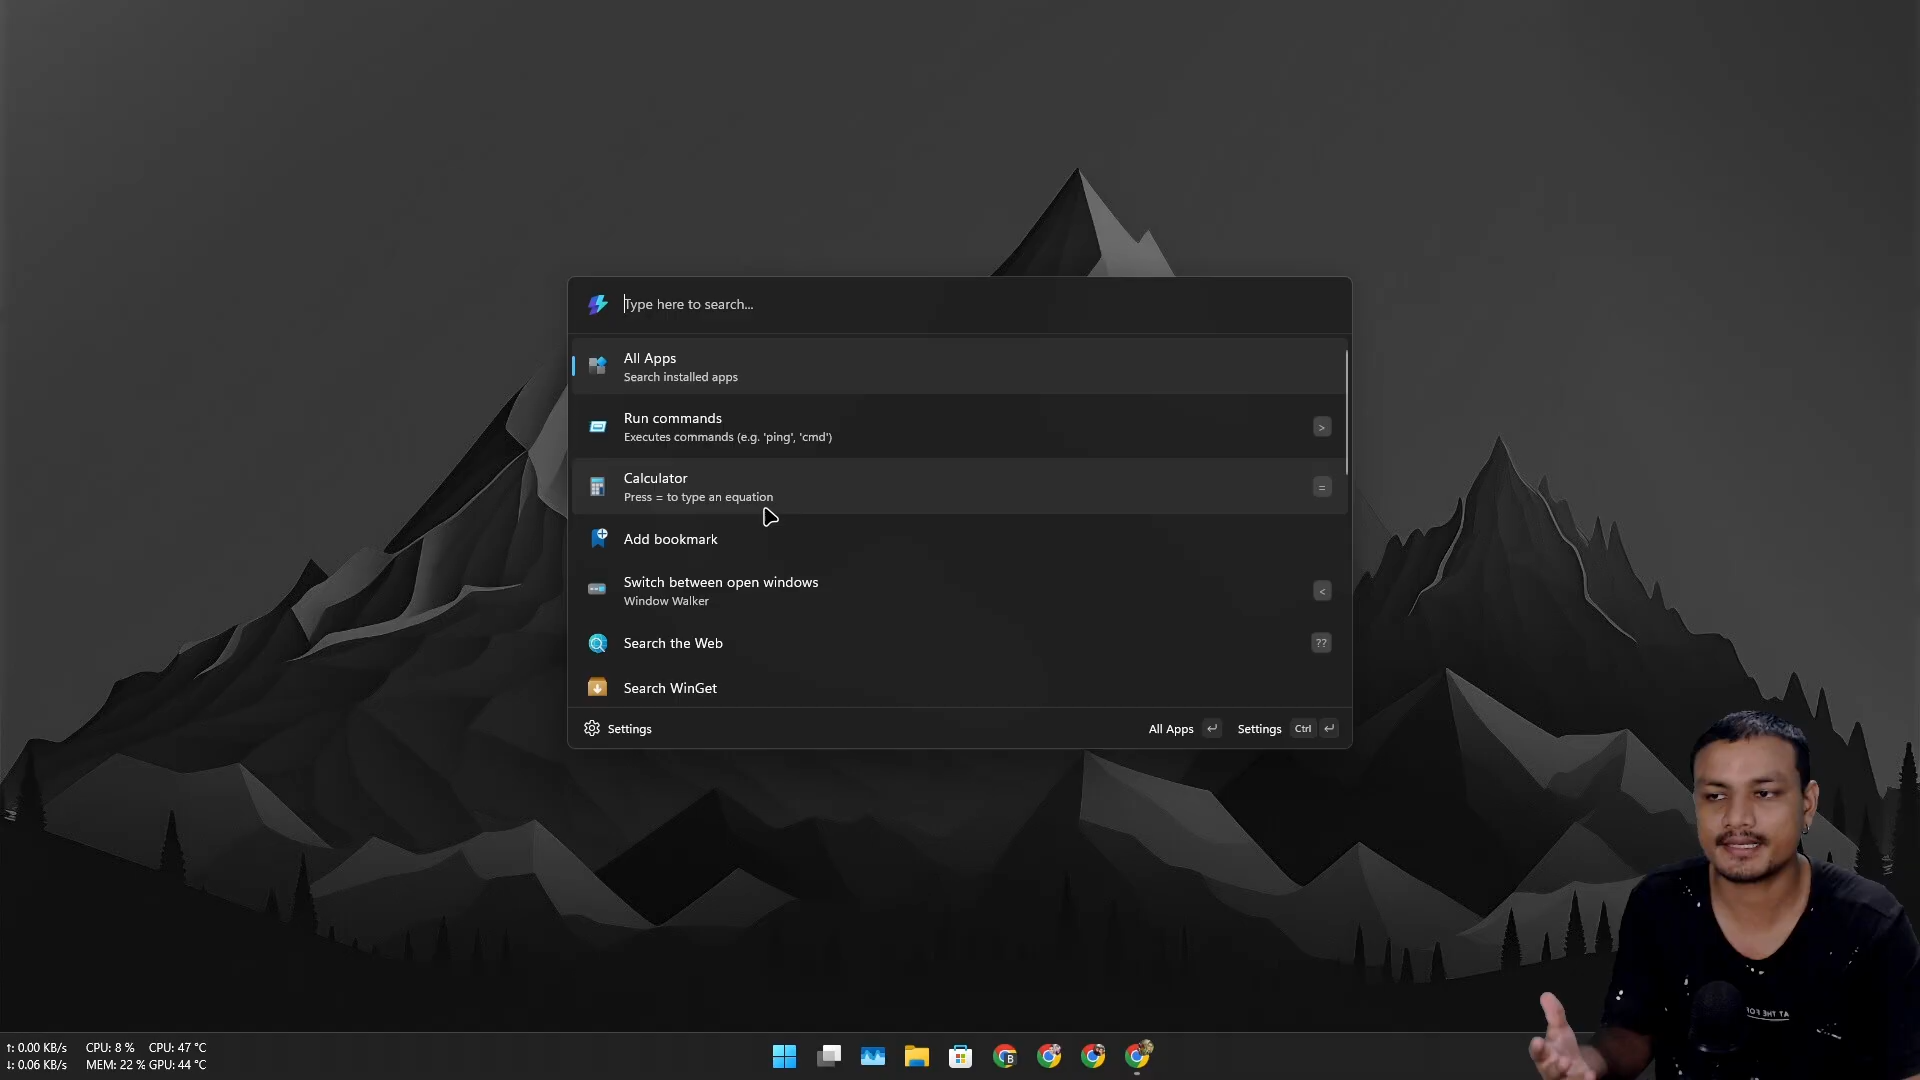 Type here to search...
All Apps
Search installed apps
Run commands
Executes commands (e.g. 'ping', 'cmd')
>
Calculator
Press = to type an equation
=
Add bookmark
Switch between open windows
Window Walker
<
Search the Web
??
Search WinGet
Settings
All Apps
Settings
Ctrl
↑: 0.00 KB/s CPU: 8 % CPU: 47 °C
↓: 0.06 KB/s MEM: 22 % GPU: 44 °C
B